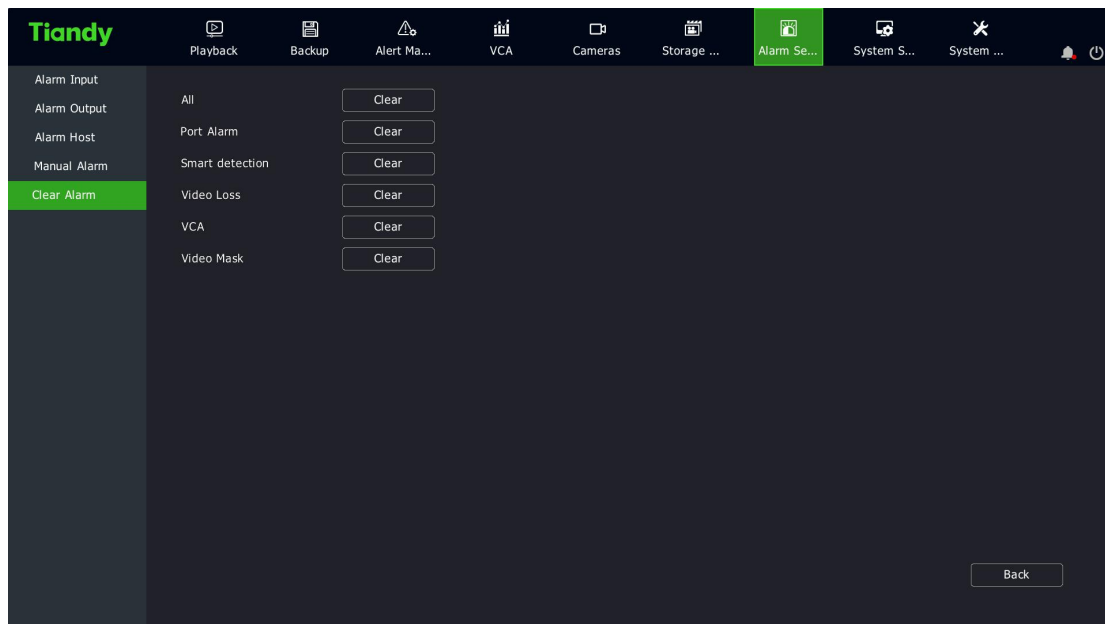 Tiandy
Playback Backup Alert Ma... VCA Cameras Storage ... Alarm Se... System S... System ...
Alarm Input
Alarm Output
Alarm Host
Manual Alarm
Clear Alarm
All Clear
Port Alarm Clear
Smart detection Clear
Video Loss Clear
VCA Clear
Video Mask Clear
Back